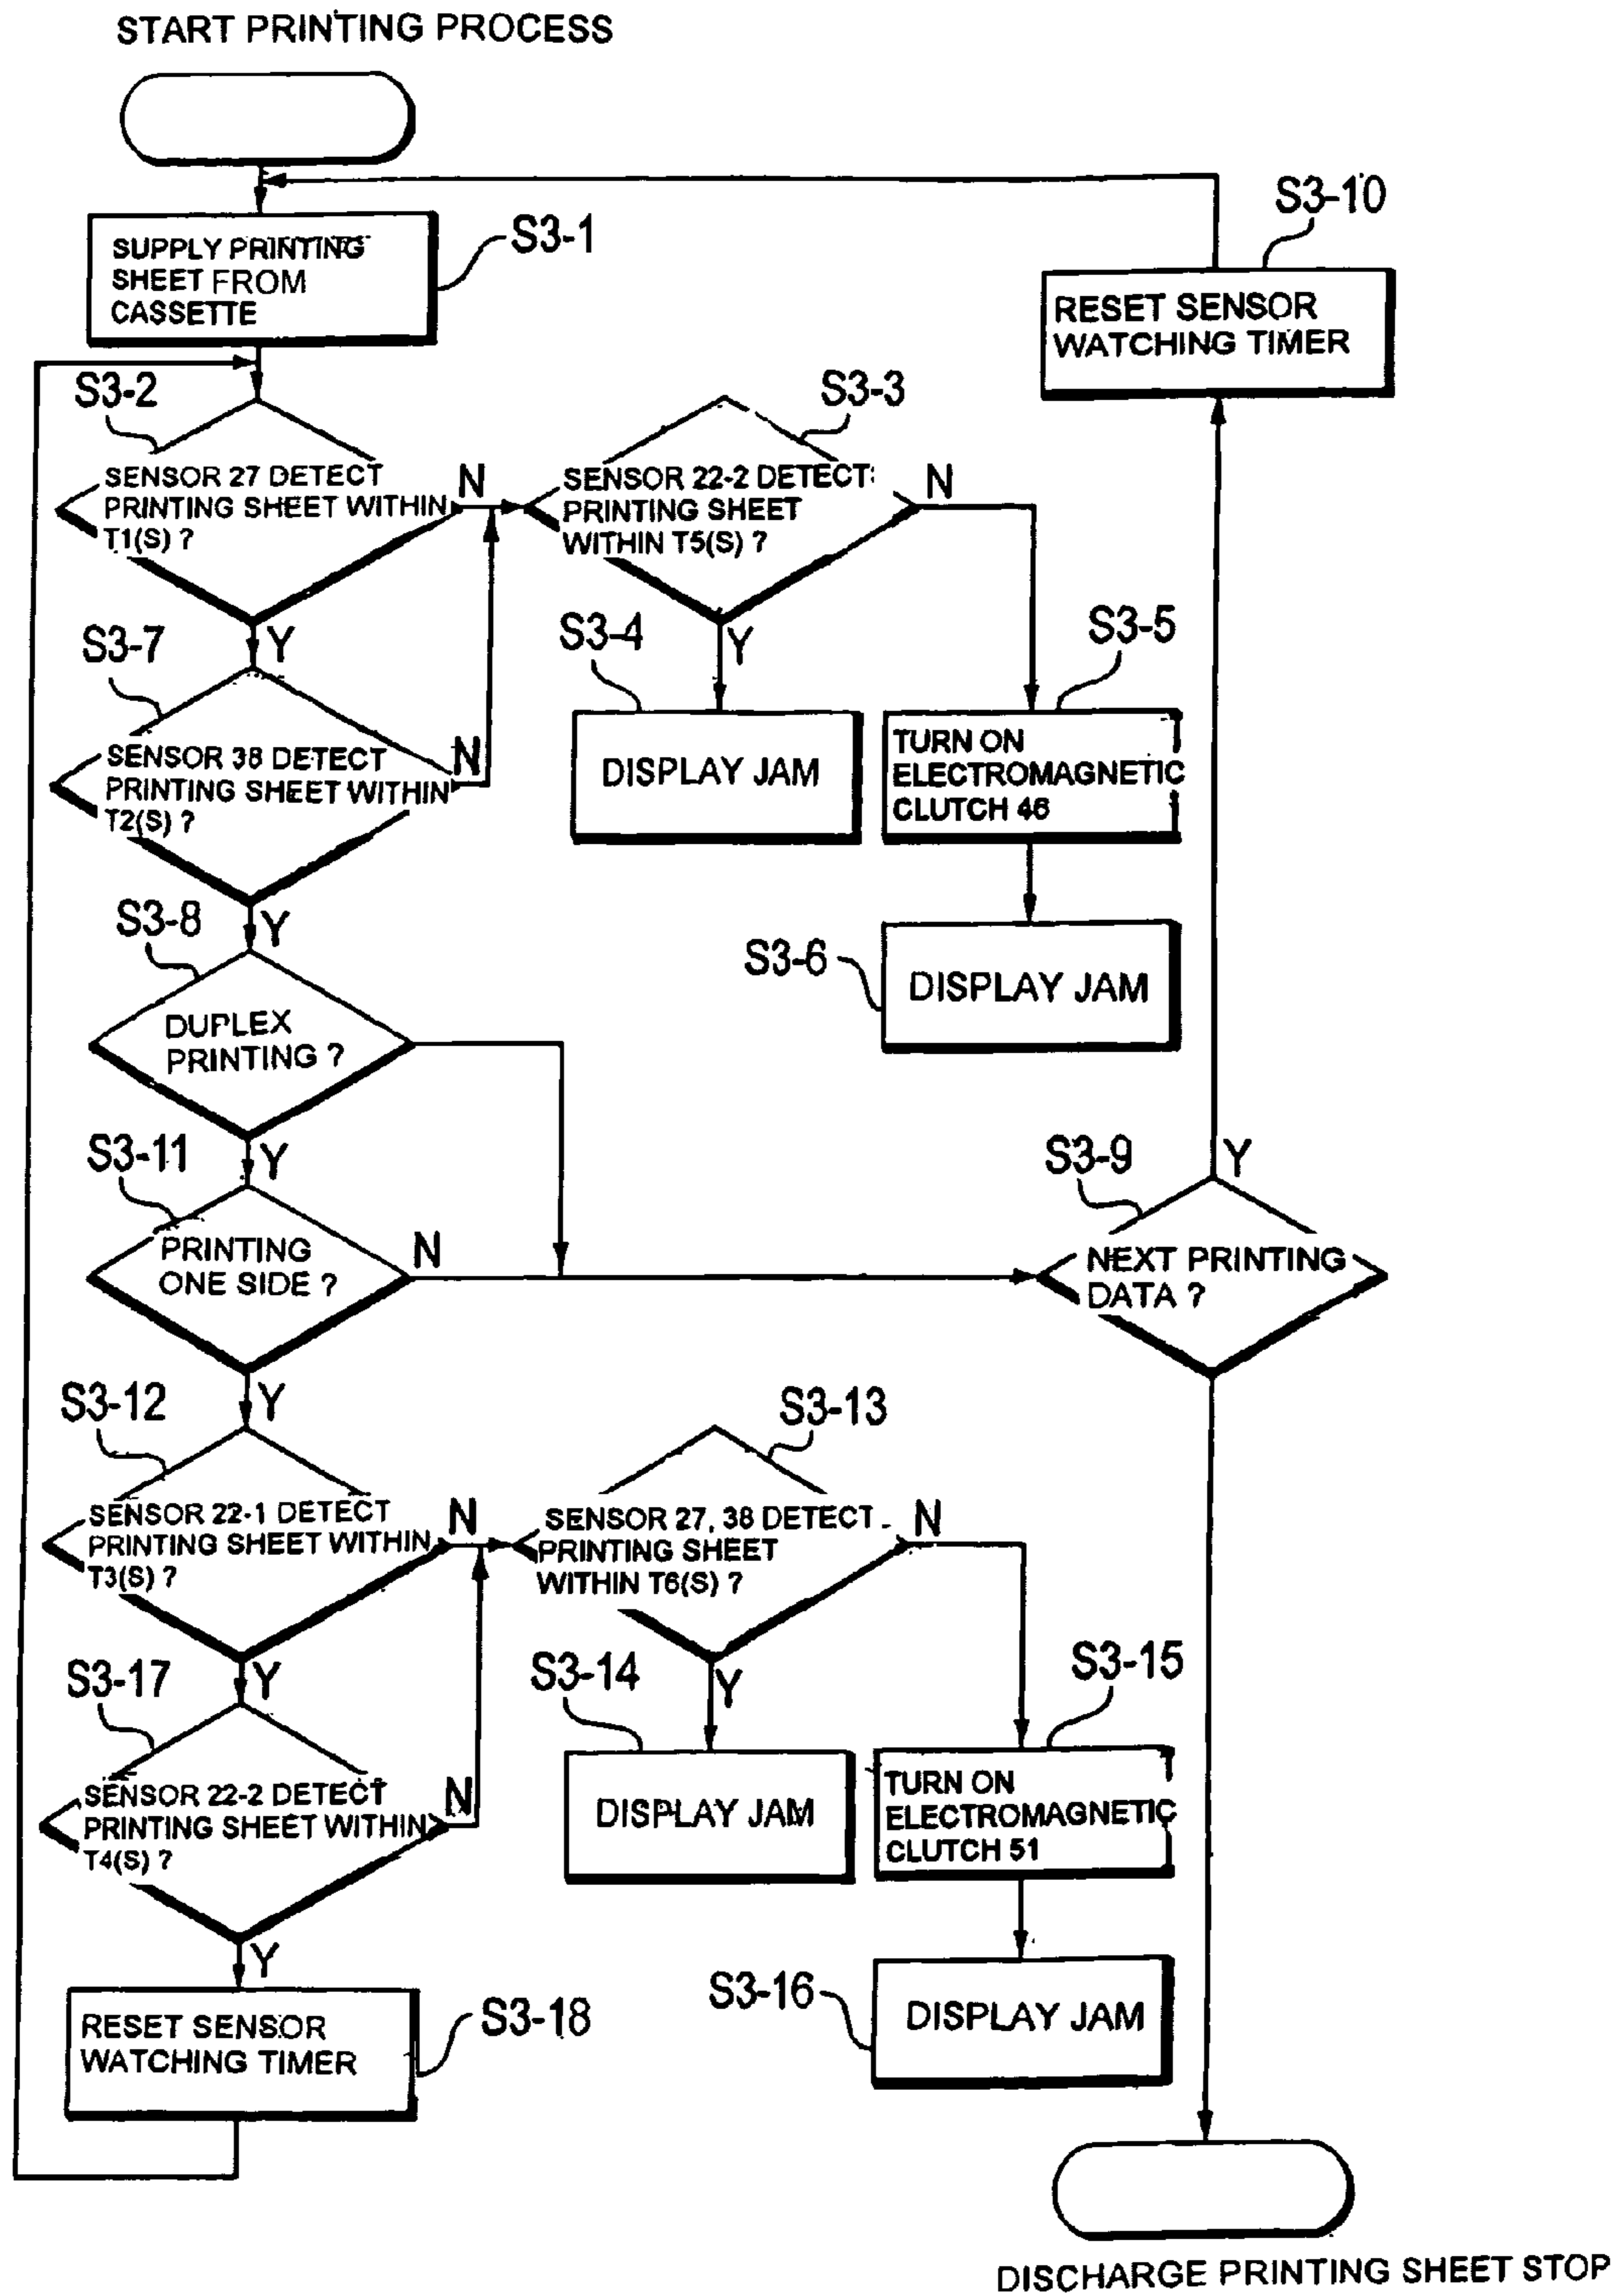 START PRINTING PROCESS
S3-1
SUPPLY PRINTING
SHEET FROM
CASSETTE
S3-10
RESET SENSOR
WATCHING TIMER
S3-2
SENSOR 27 DETECT
PRINTING SHEET WITHIN
T1(S) ?
N
Y
S3-3
SENSOR 22-2 DETECT
PRINTING SHEET
WITHIN T5(S) ?
N
Y
S3-4
DISPLAY JAM
S3-5
TURN ON
ELECTROMAGNETIC
CLUTCH 46
S3-6
DISPLAY JAM
S3-7
SENSOR 38 DETECT
PRINTING SHEET WITHIN
T2(S) ?
N
Y
S3-8
DUPLEX
PRINTING ?
Y
S3-11
PRINTING
ONE SIDE ?
N
Y
S3-9
Y
NEXT PRINTING
DATA ?
S3-12
SENSOR 22-1 DETECT
PRINTING SHEET WITHIN
T3(S) ?
N
Y
S3-13
SENSOR 27, 38 DETECT
PRINTING SHEET
WITHIN T6(S) ?
N
Y
S3-14
DISPLAY JAM
S3-15
TURN ON
ELECTROMAGNETIC
CLUTCH 51
S3-16
DISPLAY JAM
S3-17
SENSOR 22-2 DETECT
PRINTING SHEET WITHIN
T4(S) ?
N
Y
S3-18
RESET SENSOR
WATCHING TIMER
DISCHARGE PRINTING SHEET STOP